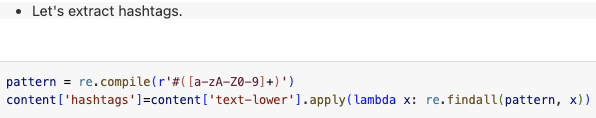 • Let's extract hashtags.
pattern = re.compile(r'#([a-zA-Z0-9]+)')
content['hashtags']=content['text-lower'].apply(lambda x: re.findall(pattern, x))